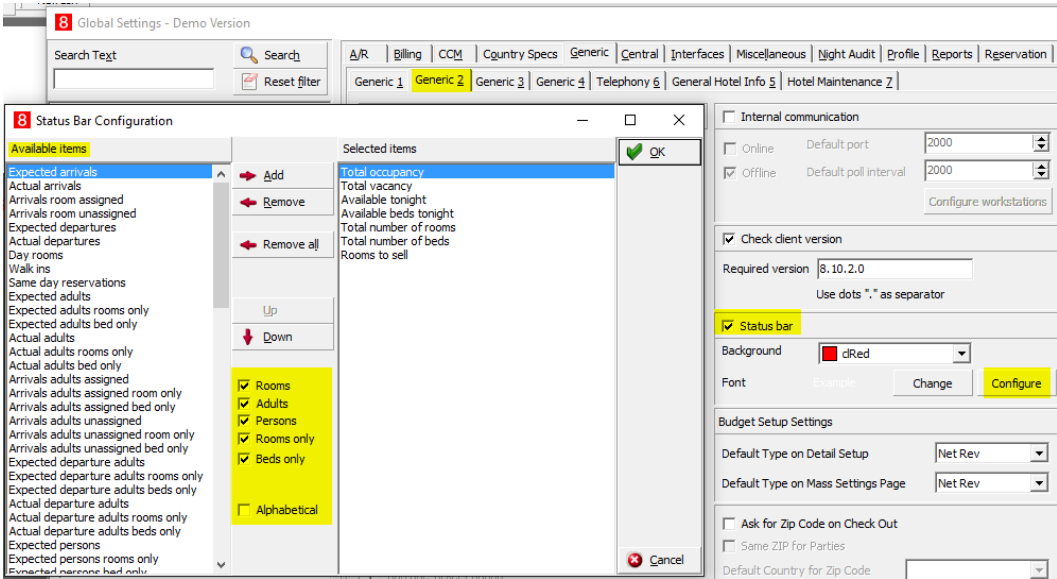 8 Global Settings - Demo Version
Search Text
Search
Reset filter
A/R Billing CCM Country Specs Generic Central Interfaces Miscellaneous Night Audit Profile Reports Reservation
Generic 1 Generic 2 Generic 3 Generic 4 Telephony 6 General Hotel Info 5 Hotel Maintenance 7
8 Status Bar Configuration
Available items
Expected arrivals
Actual arrivals
Arrivals room assigned
Arrivals room unassigned
Expected departures
Actual departures
Day rooms
Walk ins
Same day reservations
Expected adults
Expected adults rooms only
Expected adults bed only
Actual adults
Actual adults rooms only
Actual adults bed only
Arrivals adults assigned
Arrivals adults assigned room only
Arrivals adults assigned bed only
Arrivals adults unassigned
Arrivals adults unassigned room only
Arrivals adults unassigned bed only
Expected departure adults
Expected departure adults rooms only
Expected departure adults beds only
Actual departure adults
Actual departure adults rooms only
Actual departure adults beds only
Expected persons
Expected persons rooms only
Expected persons bed only
Add
Remove
Remove all
Up
Down
Rooms
Adults
Persons
Rooms only
Beds only
Alphabetical
Selected items
Total occupancy
Total vacancy
Available tonight
Available beds tonight
Total number of rooms
Total number of beds
Rooms to sell
OK
Cancel
Internal communication
Online Default port 2000
Offline Default poll interval 2000
Configure workstations
Check client version
Required version 8.10.2.0
Use dots "." as separator
Status bar
Background clRed
Font Example Change Configure
Budget Setup Settings
Default Type on Detail Setup Net Rev
Default Type on Mass Settings Page Net Rev
Ask for Zip Code on Check Out
Same ZIP for Parties
Default Country for Zip Code